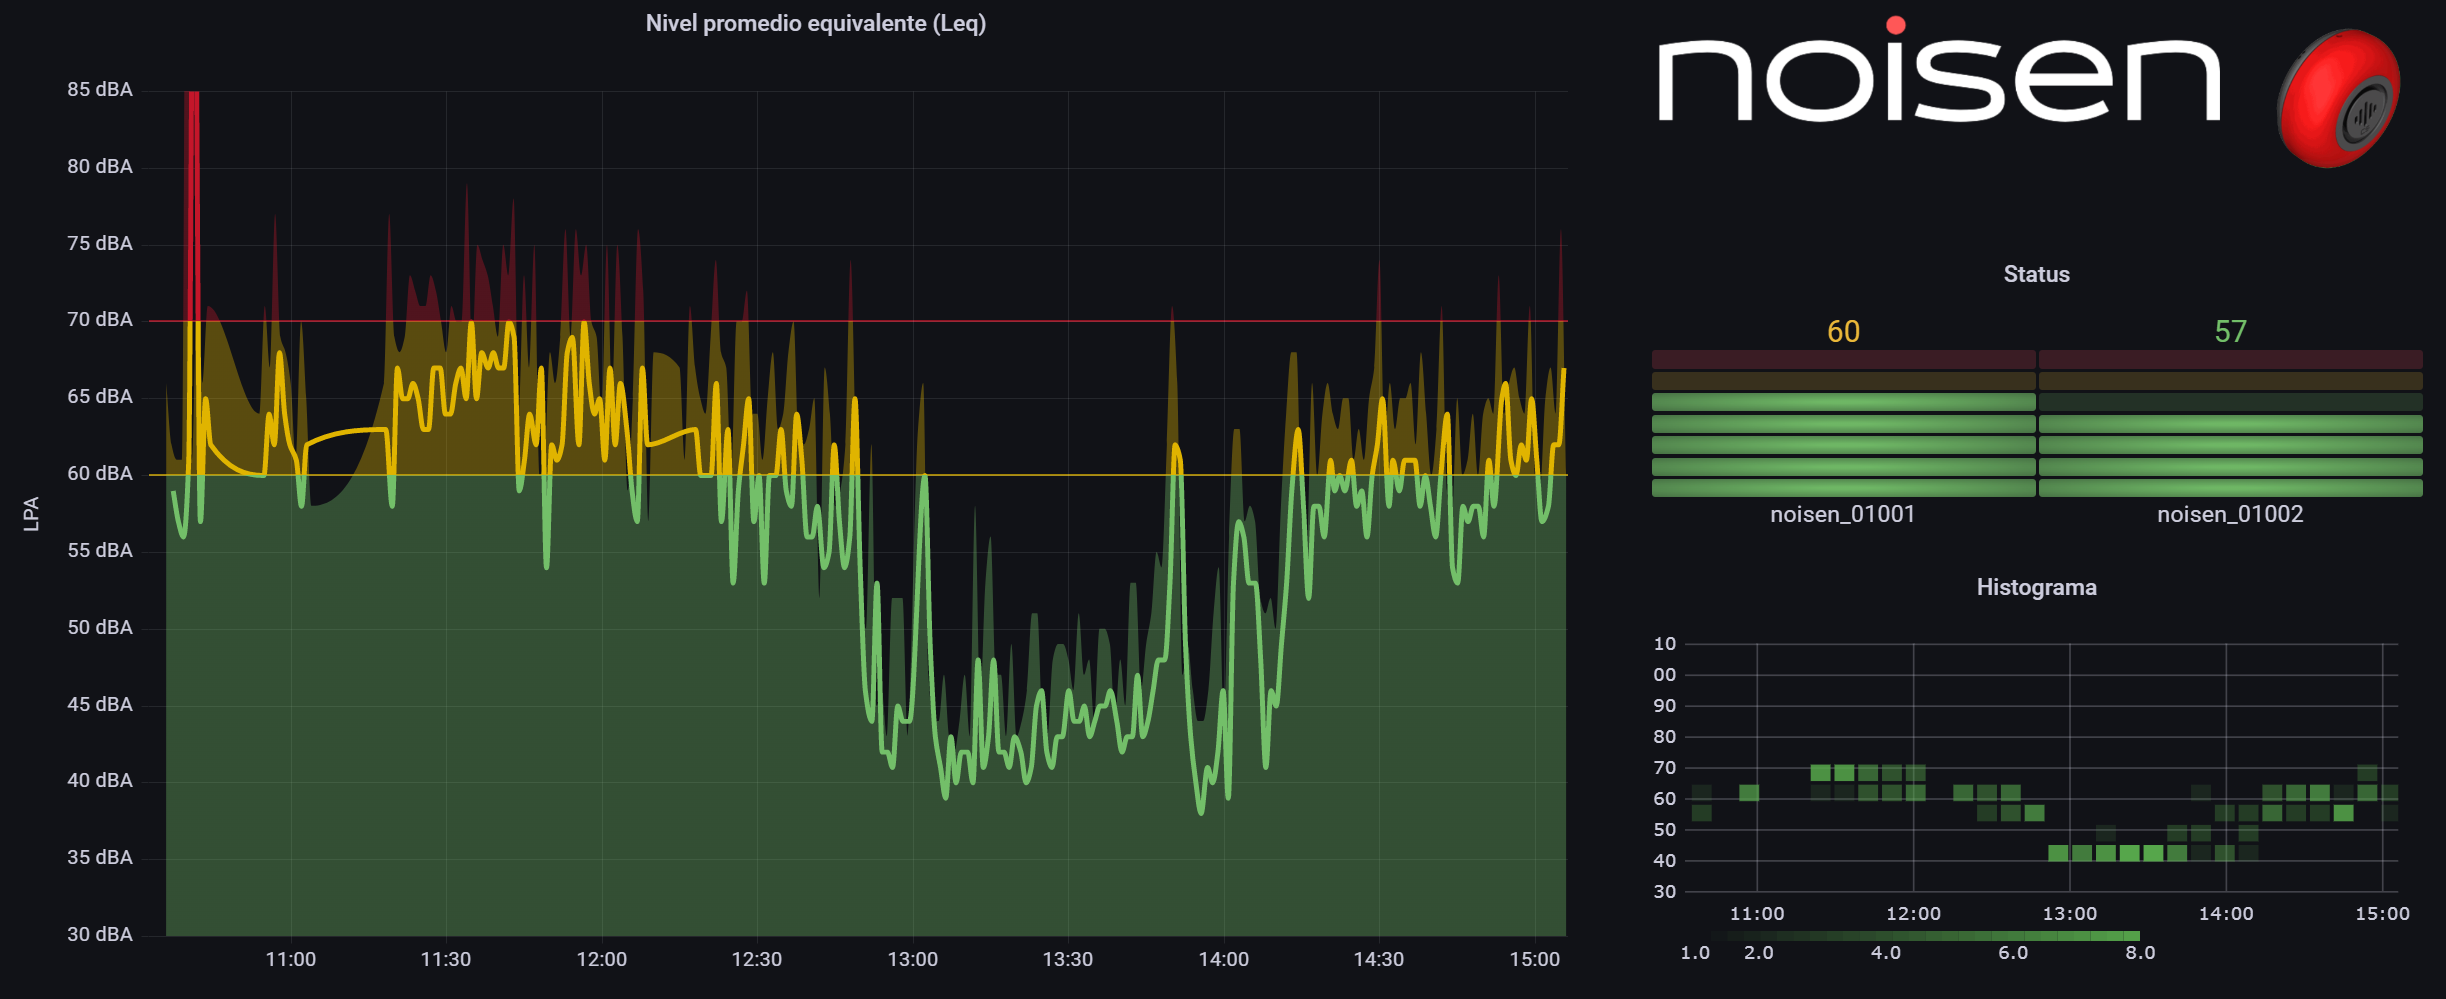 Nivel promedio equivalente (Leq)
85 dBA
80 dBA
75 dBA
70 dBA
65 dBA
60 dBA
55 dBA
50 dBA
45 dBA
40 dBA
35 dBA
30 dBA
LPA
11:00 11:30 12:00 12:30 13:00 13:30 14:00 14:30 15:00
noisen
Status
60 57
noisen_01001 noisen_01002
Histograma
10
00
90
80
70
60
50
40
30
11:00 12:00 13:00 14:00 15:00
1.0 2.0 4.0 6.0 8.0